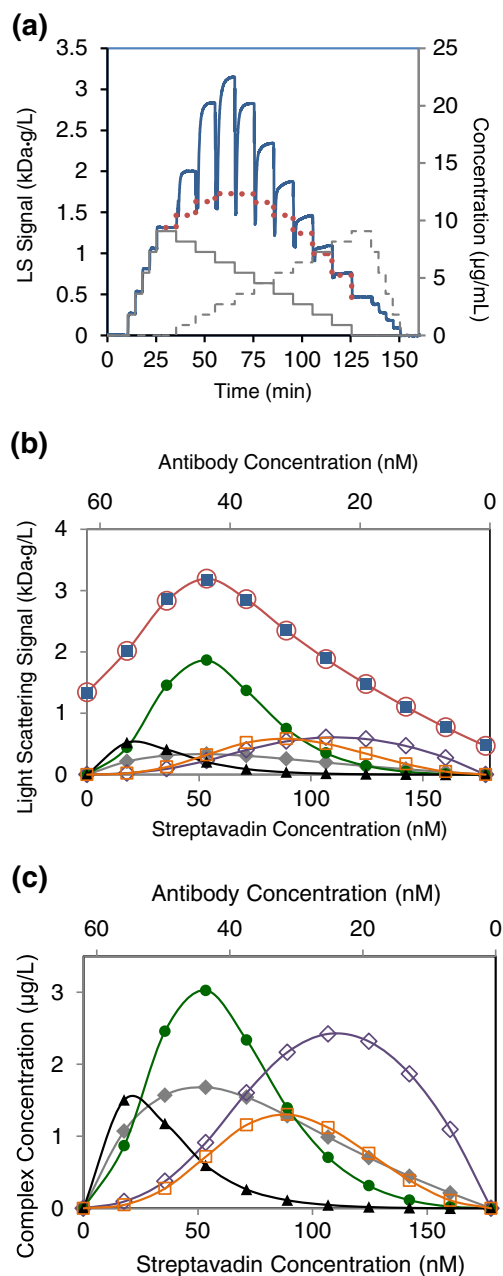 (a)
LS Signal (kDa·g/L)
3.5
3
2.5
2
1.5
1
0.5
0
25
20
15
10
5
0
Concentration (µg/mL)
0 25 50 75 100 125 150
Time (min)
(b)
Antibody Concentration (nM)
60 40 20 0
Light Scattering Signal (kDa·g/L)
4
3
2
1
0
0 50 100 150
Streptavadin Concentration (nM)
(c)
Antibody Concentration (nM)
60 40 20 0
Complex Concentration (µg/L)
3
2
1
0
0 50 100 150
Streptavadin Concentration (nM)